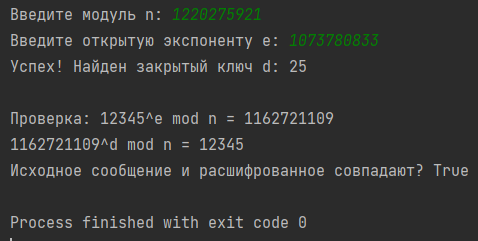 Введите модуль n: 1220275921
Введите открытую экспоненту e: 1073780833
Успех! Найден закрытый ключ d: 25
Проверка: 12345^e mod n = 1162721109
1162721109^d mod n = 12345
Исходное сообщение и расшифрованное совпадают? True
Process finished with exit code 0